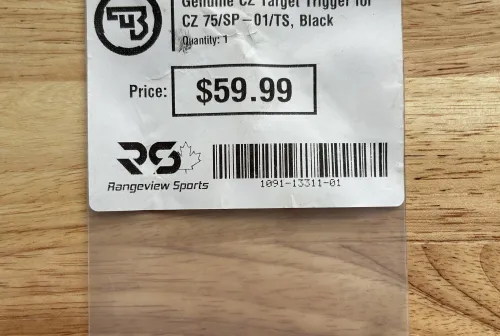 Genuine CZ Target Trigger for
CZ 75/SP-01/TS, Black
Quantity: 1
Price: $59.99
RS
Rangeview Sports
1091-13311-01